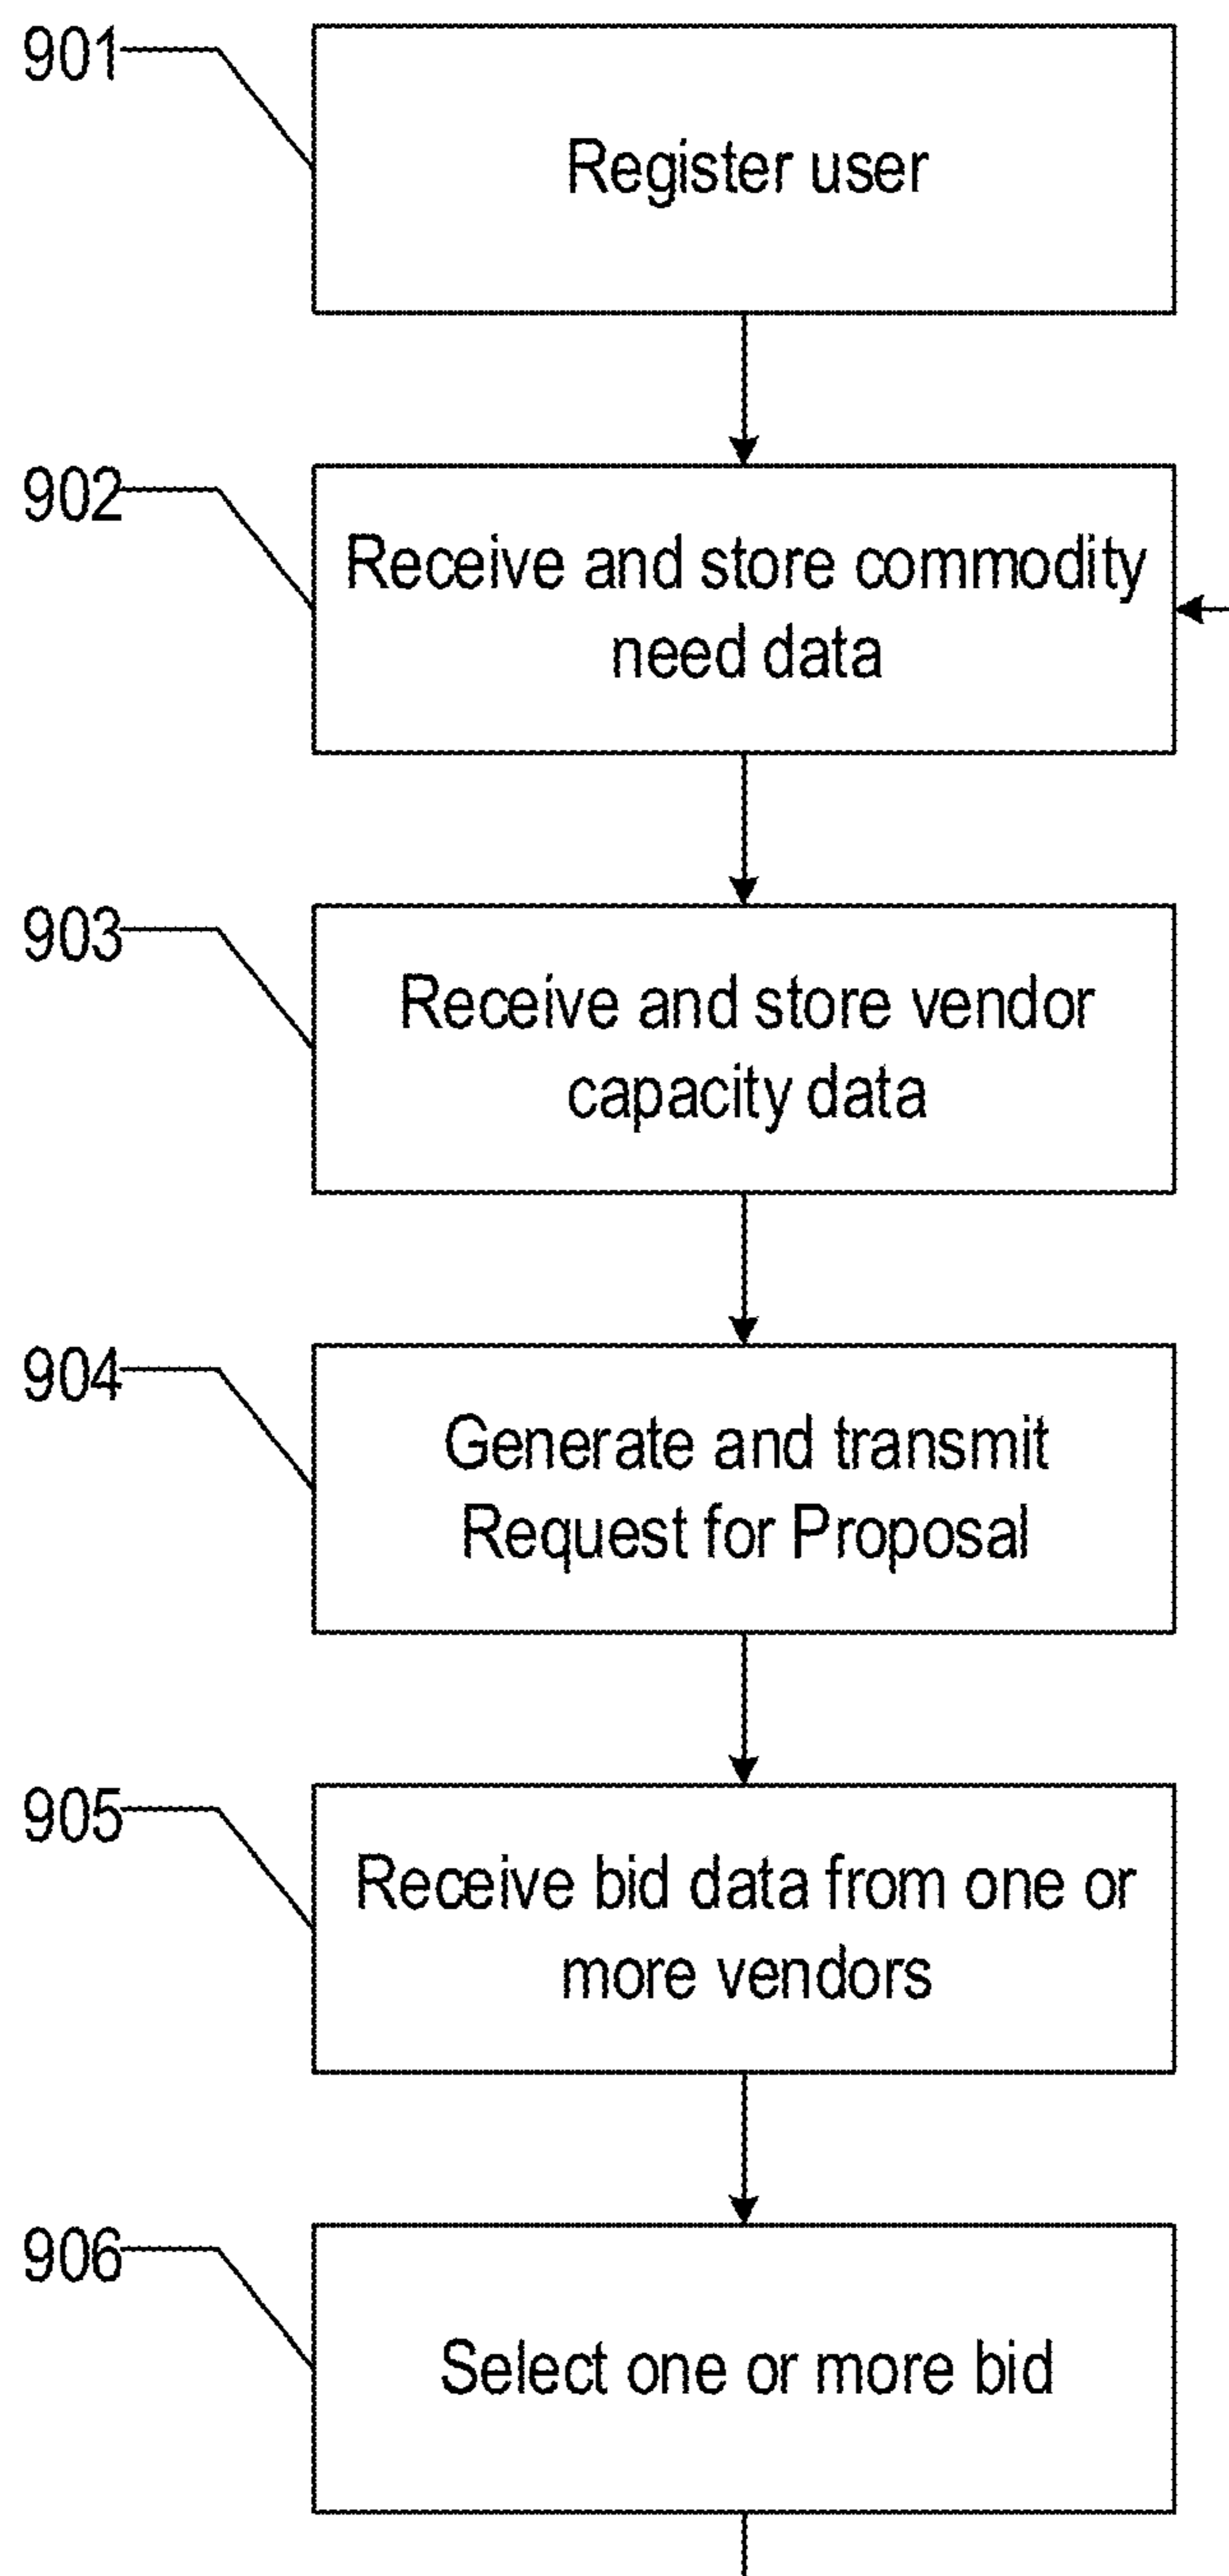 901
Register user
902
Receive and store commodity
need data
903
Receive and store vendor
capacity data
904
Generate and transmit
Request for Proposal
905
Receive bid data from one or
more vendors
906
Select one or more bid